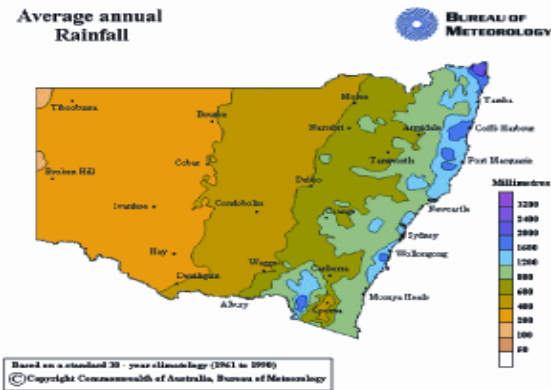 Average annual
Rainfall
BUREAU OF
METEOROLOGY
Tibooburra
Bourke
Moree
Yamba
Narrabri
Armidale
Coffs Harbour
Cobar
Tamworth
Port Macquarie
Broken Hill
Dubbo
Millimetres
Ivanhoe
Condobolin
Orange
Newcastle
Sydney
Wollongong
Hay
Wagga
Canberra
Deniliquin
Albury
Cooma
Moruya Heads
3200
2400
2000
1600
1200
800
600
400
200
100
50
Based on a standard 30 - year climatology (1961 to 1990)
© Copyright Commonwealth of Australia, Bureau of Meteorology